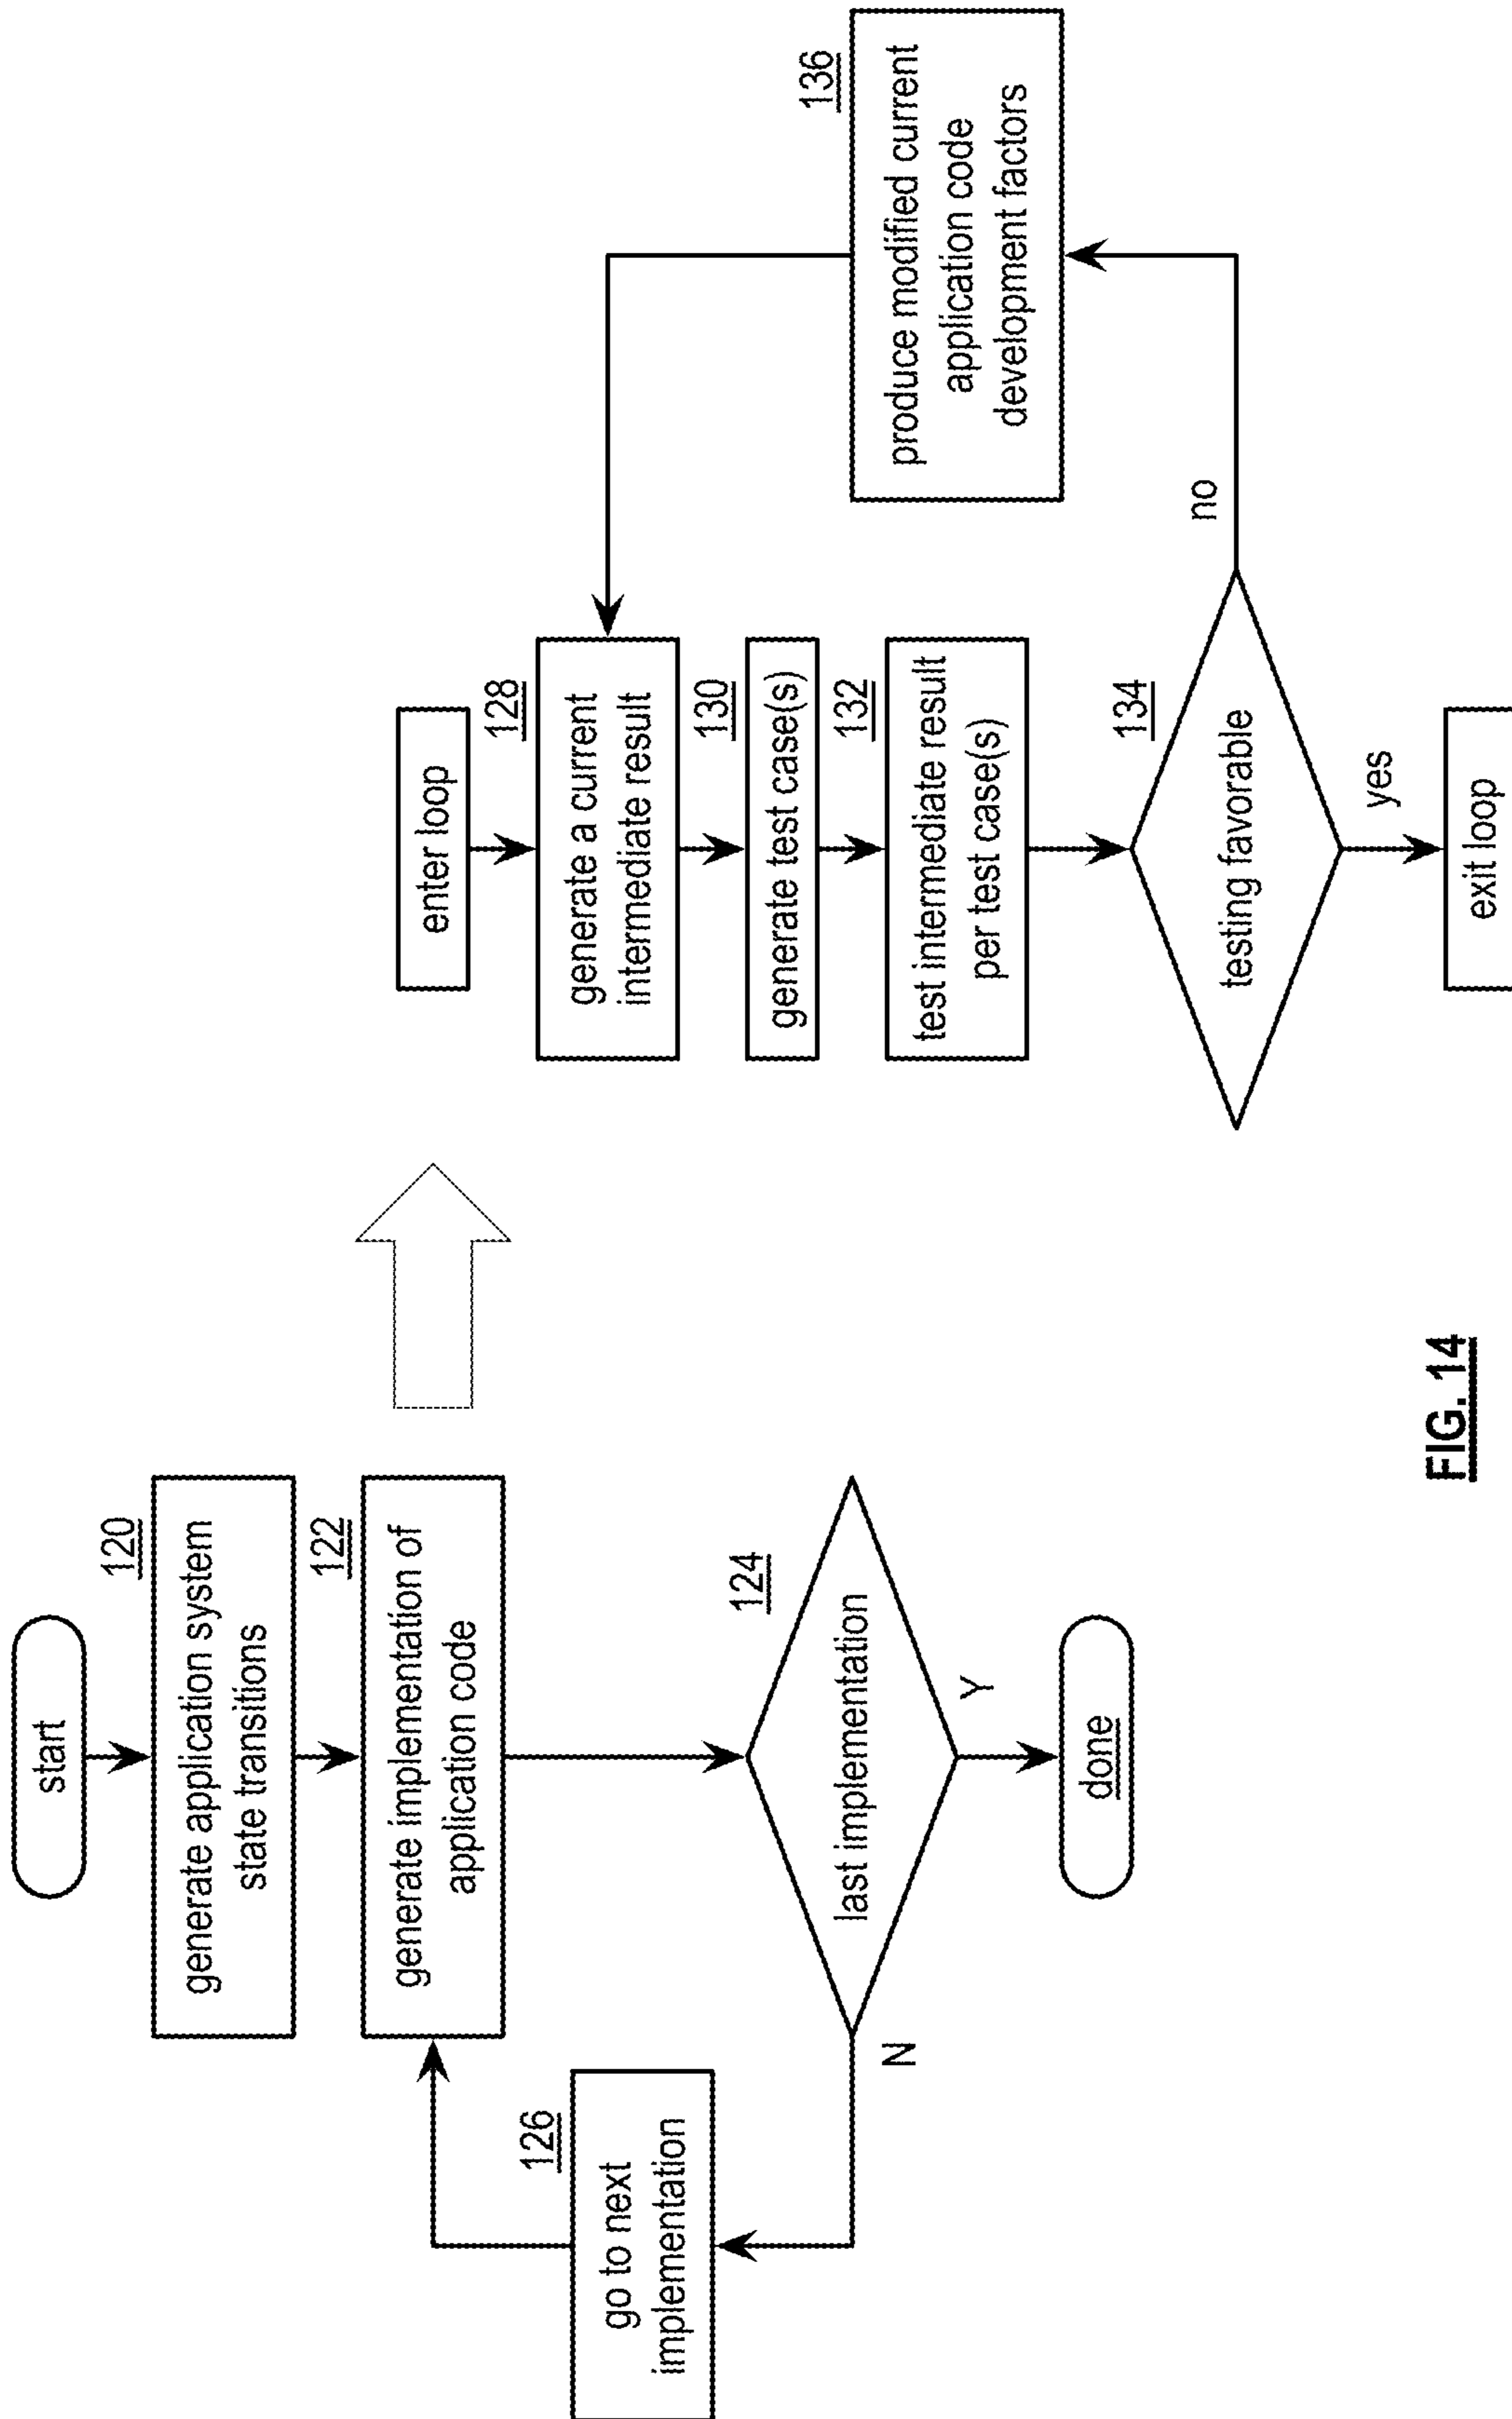 start
120
generate application system
state transitions
122
generate implementation of
application code
124
last implementation
N
Y
126
go to next
implementation
done
enter loop
128
generate a current
intermediate result
130
generate test case(s)
132
test intermediate result
per test case(s)
134
testing favorable
no
yes
136
produce modified current
application code
development factors
exit loop
FIG. 14